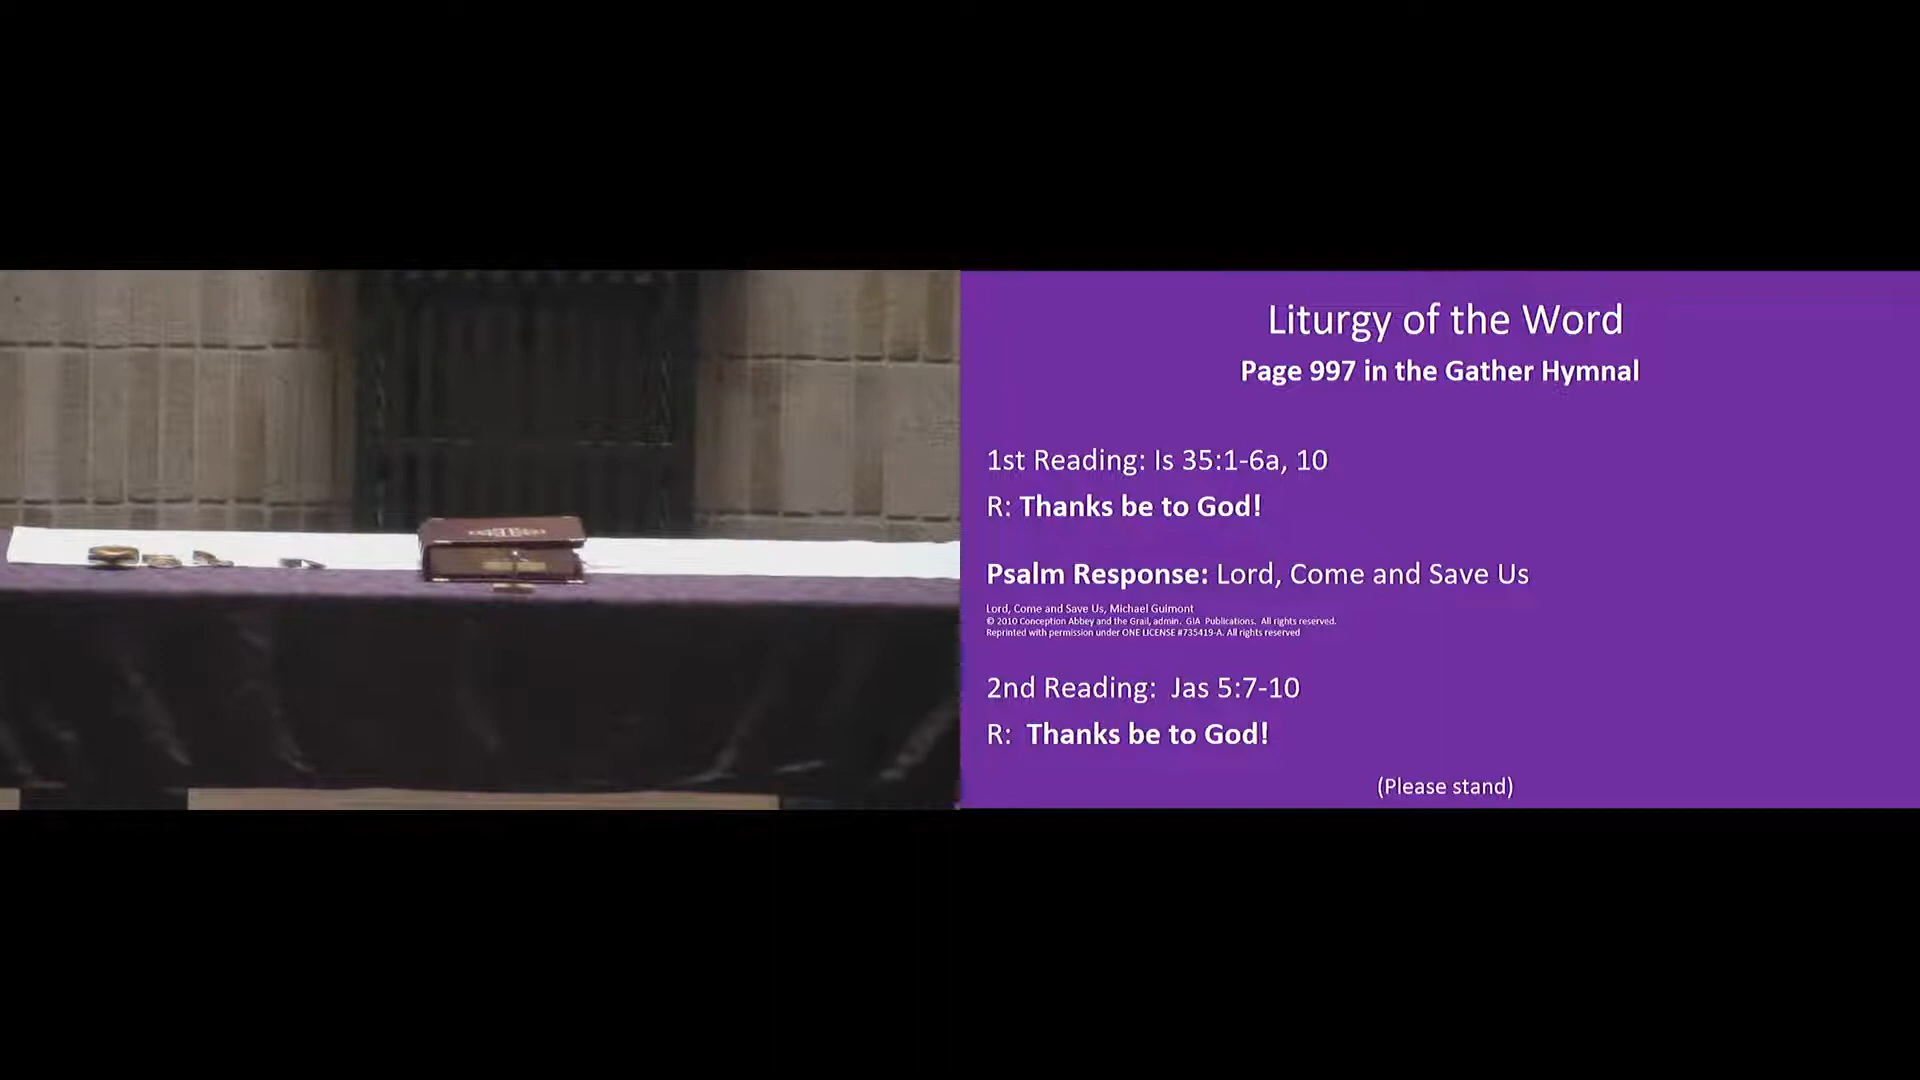 Liturgy of the Word
Page 997 in the Gather Hymnal
1st Reading: Is 35:1-6a, 10
R: Thanks be to God!
Psalm Response: Lord, Come and Save Us
Lord, Come and Save Us, Michael Guimont
© 2010 Conception Abbey and the Grail, admin. GIA Publications. All rights reserved.
Reprinted with permission under ONE LICENSE #735419-A. All rights reserved
2nd Reading: Jas 5:7-10
R: Thanks be to God!
(Please stand)